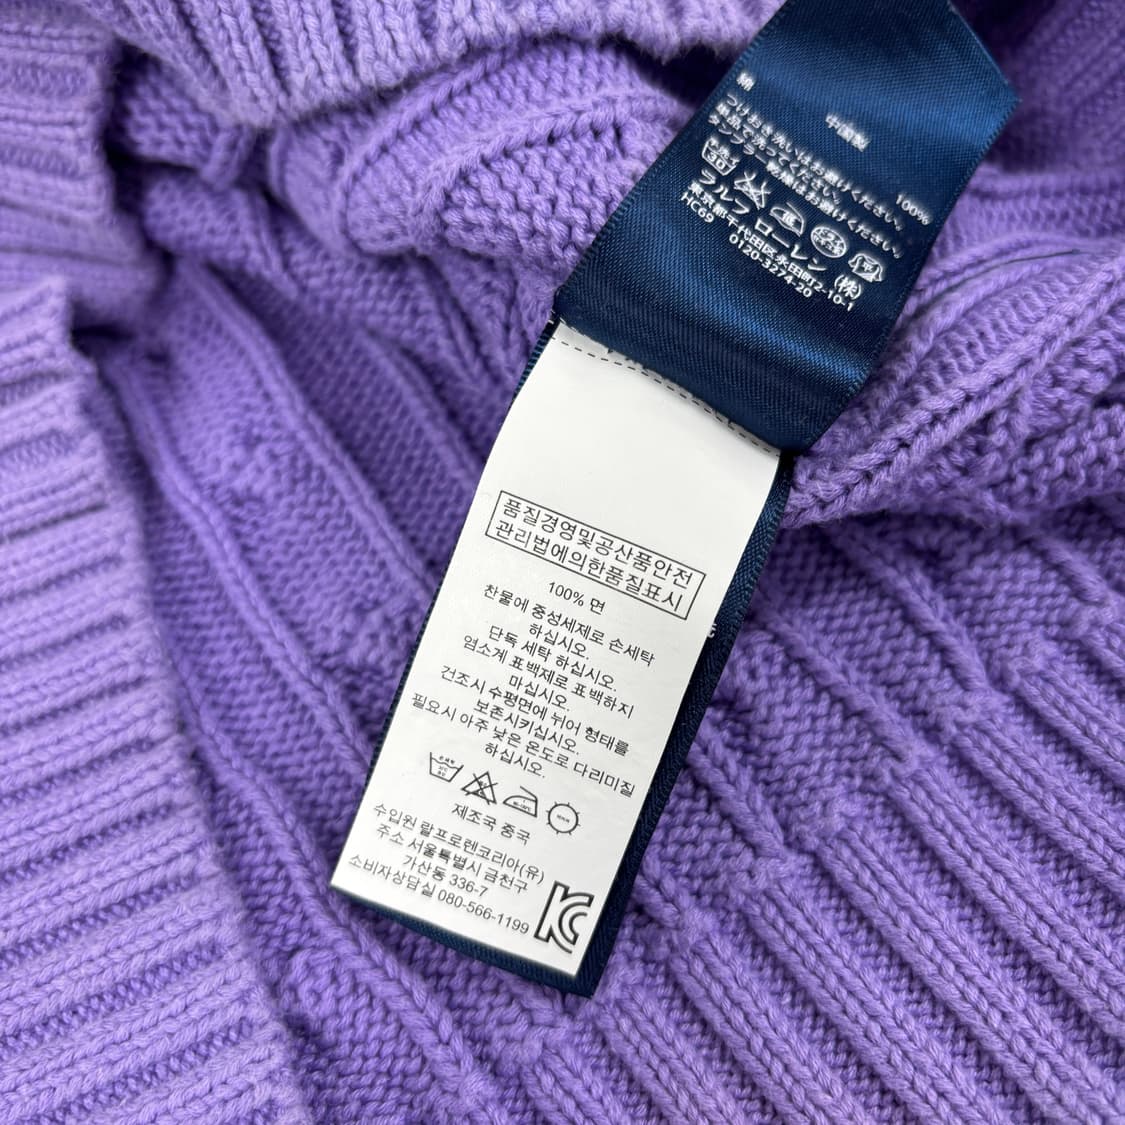 綿 100%
中国製
つけおき洗いはお避けください。
単品で洗ってください。
タンブラー乾燥はお避けください。
30
ラルフ ローレン (株)
東京都千代田区永田町2-10-1
HC69 0120-3274-20
품질경영및공산품안전
관리법에의한품질표시
100% 면
찬물에 중성세제로 손세탁
하십시오.
단독 세탁 하십시오.
염소계 표백제로 표백하지
마십시오.
건조시 수평면에 뉘어 형태를
보존시키십시오.
필요시 아주 낮은 온도로 다리미질
하십시오.
제조국 중국
수입원 랄프로렌코리아(유)
주소 서울특별시 금천구
가산동 336-7
소비자상담실 080-566-1199